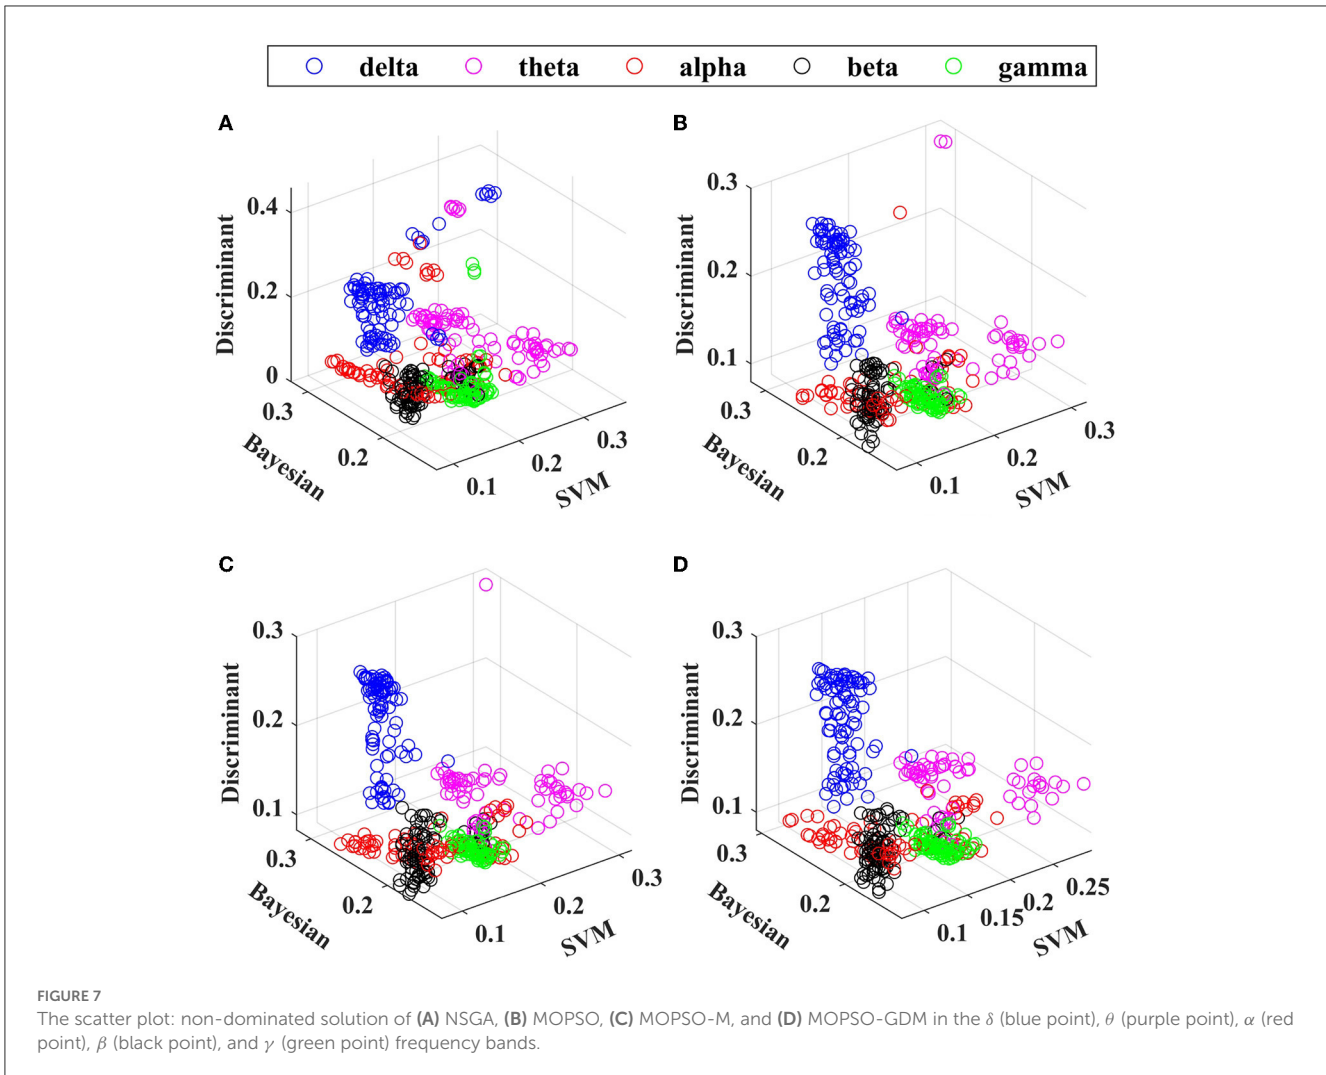 delta theta alpha beta gamma
A
Discriminant
0.4
0.2
0
0.3
0.2
Bayesian
0.1
0.2
0.3
SVM
B
Discriminant
0.3
0.2
0.1
0.3
0.2
Bayesian
0.1
0.2
0.3
SVM
C
Discriminant
0.3
0.2
0.1
0.3
0.2
Bayesian
0.1
0.2
0.3
SVM
D
Discriminant
0.3
0.2
0.1
0.3
0.2
Bayesian
0.1
0.15
0.2
0.25
SVM
FIGURE 7
The scatter plot: non-dominated solution of (A) NSGA, (B) MOPSO, (C) MOPSO-M, and (D) MOPSO-GDM in the δ (blue point), θ (purple point), α (red
point), β (black point), and γ (green point) frequency bands.